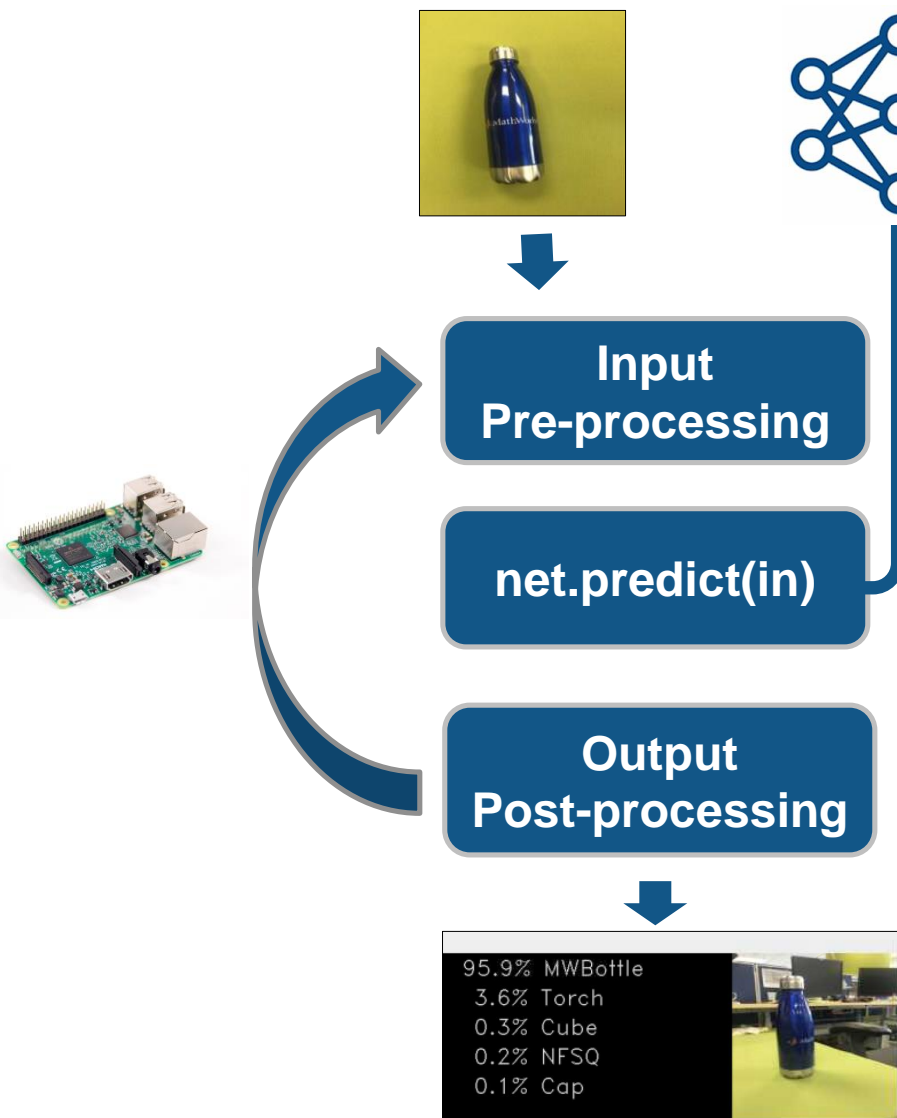 MathWorks
Input
Pre-processing
net.predict(in)
Output
Post-processing
95.9% MWBottle
3.6% Torch
0.3% Cube
0.2% NFSQ
0.1% Cap